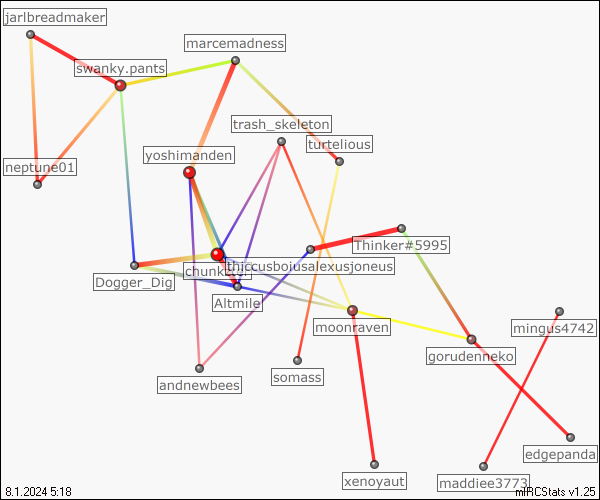 jarlbreadmaker
marcemadness
swanky.pants
trash_skeleton
turtelious
yoshimanden
neptune01
Thinker#5995
thiccusboiusalexusjoneus
Dogger_Dig
Altmile
moonraven
mingus4742
gorudenneko
andnewbees
somass
edgepanda
xenoyaut
maddiee3773
8.1.2024 5:18
mIRCStats v1.25